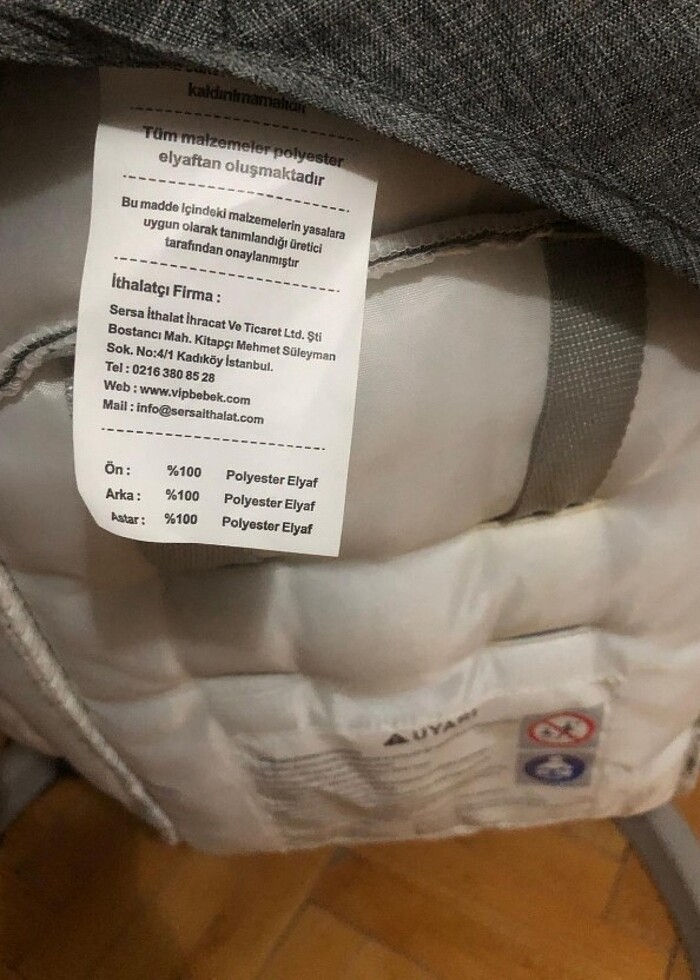 kaldırılmamalıdır
Tüm malzemeler polyester
elyaftan oluşmaktadır
Bu madde içindeki malzemelerin yasalara
uygun olarak tanımlandığı üretici
tarafından onaylanmıştır
İthalatçı Firma :
Sersa İthalat İhracat Ve Ticaret Ltd. Şti
Bostancı Mah. Kitapçı Mehmet Süleyman
Sok. No:4/1 Kadıköy İstanbul.
Tel : 0216 380 85 28
Web : www.vipbebek.com
Mail : info@sersaithalat.com
Ön : %100 Polyester Elyaf
Arka : %100 Polyester Elyaf
Astar : %100 Polyester Elyaf
UYARI